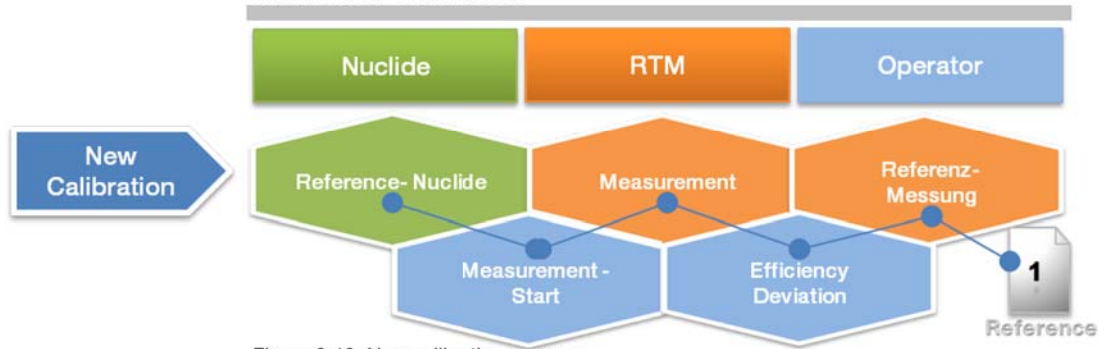 Nuclide
RTM
Operator
New
Calibration
Reference- Nuclide
Measurement
Referenz-
Messung
Measurement -
Start
Efficiency
Deviation
1
Reference